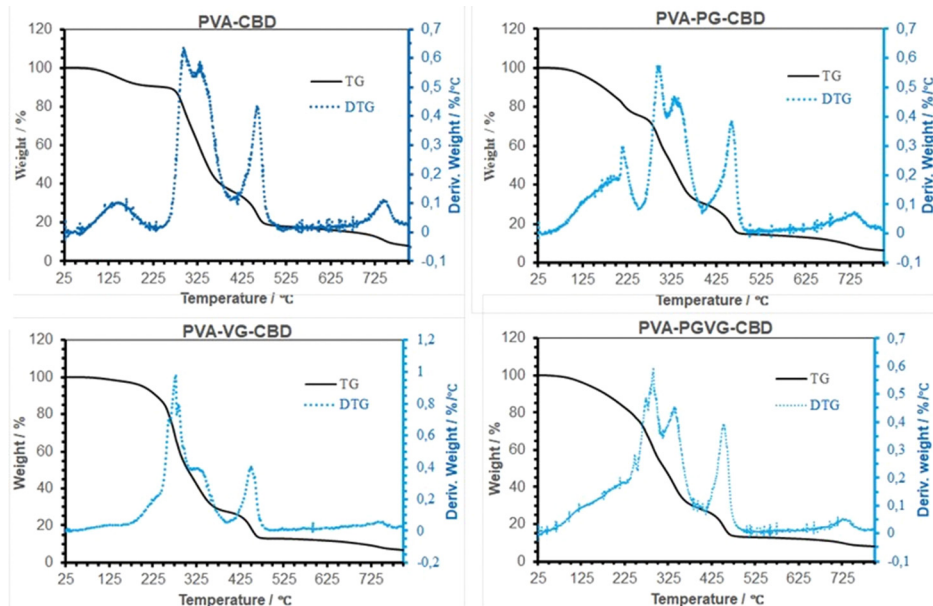 PVA-CBD
120
100
80
60
40
20
0
Weight / %
0,7
0,6
0,5
0,4
0,3
0,2
0,1
0
-0,1
Deriv. Weight / %/°C
TG
DTG
25 125 225 325 425 525 625 725
Temperature / °C
PVA-PG-CBD
120
100
80
60
40
20
0
Weight / %
0,7
0,6
0,5
0,4
0,3
0,2
0,1
0
-0,1
Deriv. Weight / %/°C
TG
DTG
25 125 225 325 425 525 625 725
Temperature / °C
PVA-VG-CBD
120
100
80
60
40
20
0
Weight / %
1,2
1
0,8
0,6
0,4
0,2
0
-0,2
Deriv. weight / %/°C
TG
DTG
25 125 225 325 425 525 625 725
Temperature / °C
PVA-PGVG-CBD
120
100
80
60
40
20
0
Weight / %
0,7
0,6
0,5
0,4
0,3
0,2
0,1
0
-0,1
Deriv. weight / %/°C
TG
DTG
25 125 225 325 425 525 625 725
Temperature / °C